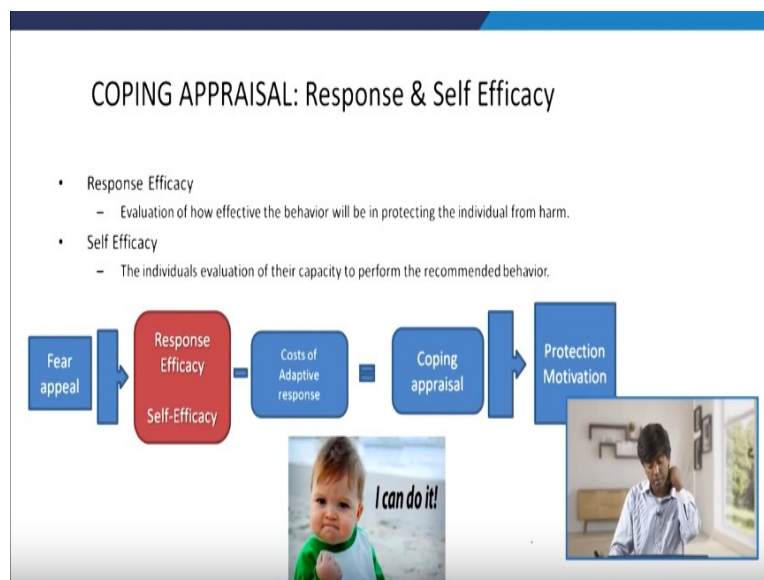 COPING APPRAISAL: Response & Self Efficacy
• Response Efficacy
– Evaluation of how effective the behavior will be in protecting the individual from harm.
• Self Efficacy
– The individuals evaluation of their capacity to perform the recommended behavior.
Fear
appeal
Response
Efficacy
Self-Efficacy
Costs of
Adaptive
response
Coping
appraisal
Protection
Motivation
I can do it!